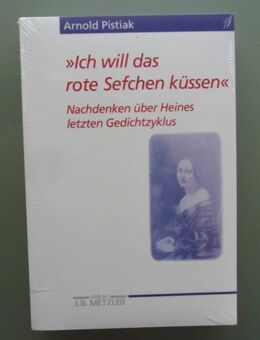 Arnold Pistiak
»Ich will das
rote Sefchen küssen«
Nachdenken über Heines
letzten Gedichtzyklus
VERLAG
J.B. METZLER